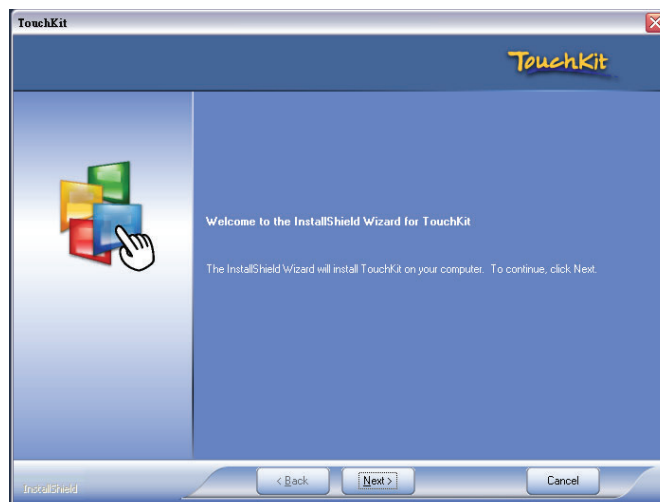 TouchKit
TouchKit
Welcome to the InstallShield Wizard for TouchKit
The InstallShield Wizard will install TouchKit on your computer. To continue, click Next.
InstallShield
< Back
Next >
Cancel